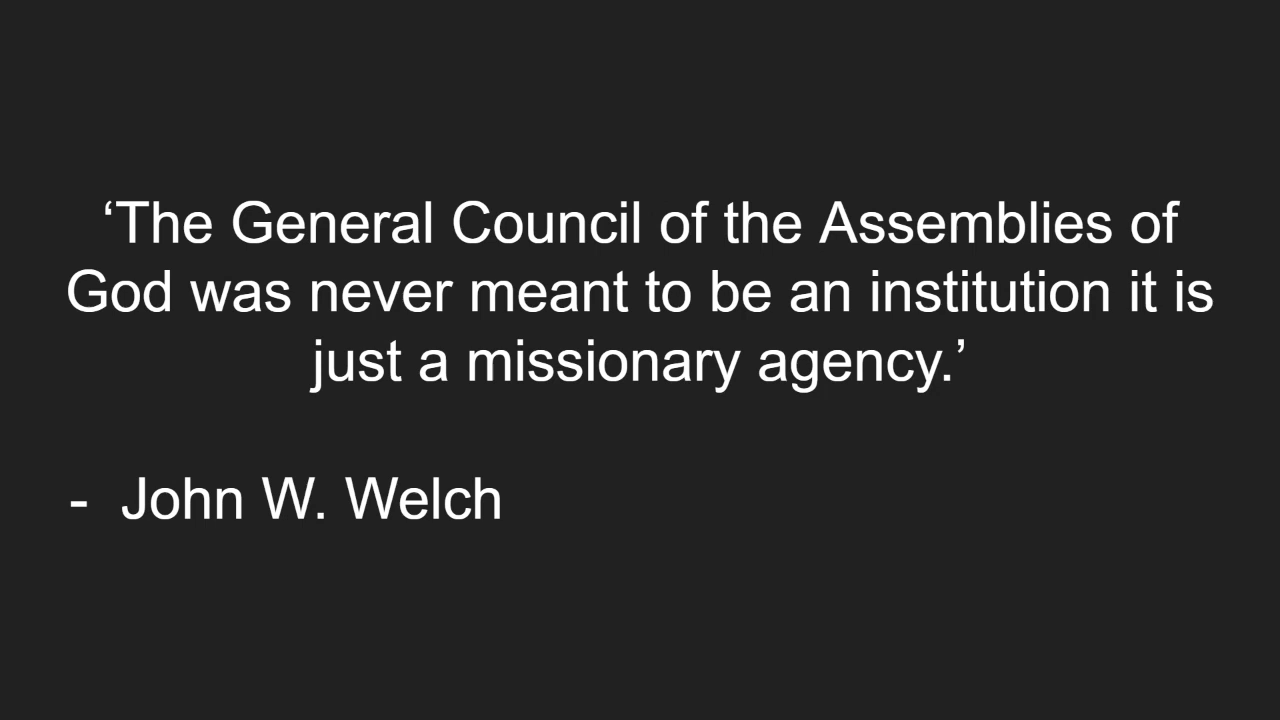 ‘The General Council of the Assemblies of
God was never meant to be an institution it is
just a missionary agency.’
- John W. Welch